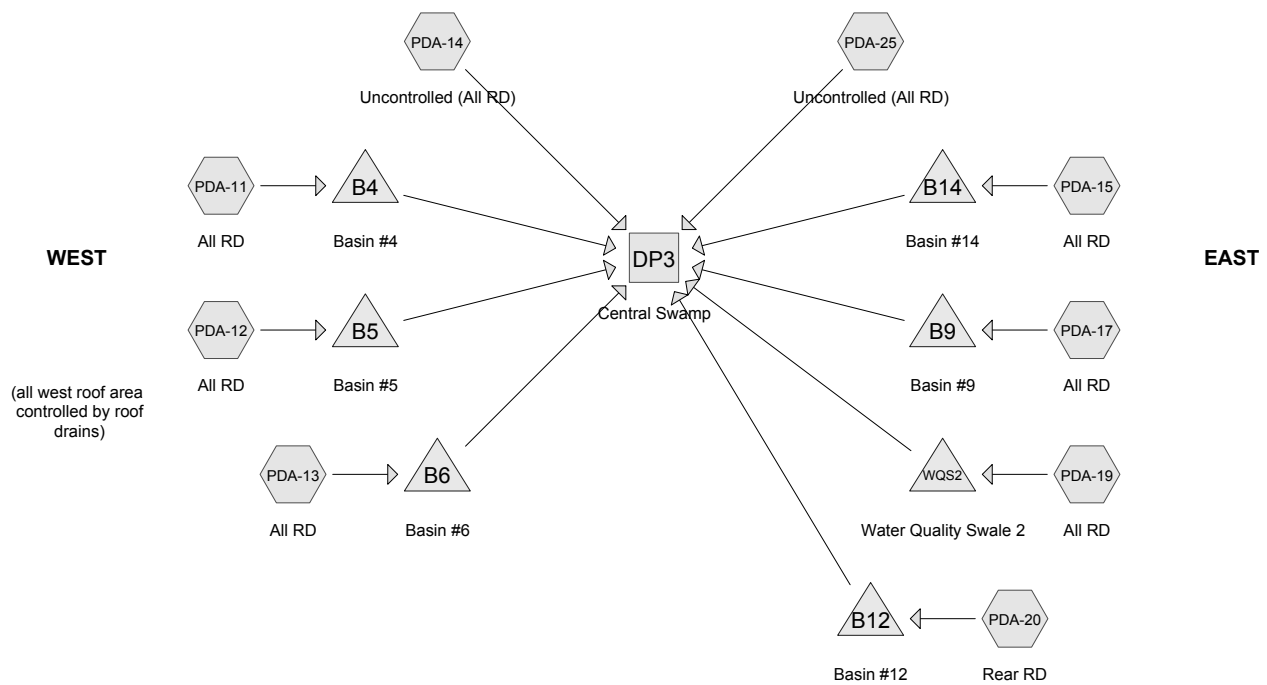 PDA-14
PDA-25
Uncontrolled (All RD)
Uncontrolled (All RD)
PDA-11
B4
B14
PDA-15
All RD
Basin #4
Basin #14
All RD
WEST
DP3
EAST
Central Swamp
PDA-12
B5
B9
PDA-17
All RD
Basin #5
Basin #9
All RD
(all west roof area
controlled by roof
drains)
PDA-13
B6
WQS2
PDA-19
All RD
Basin #6
Water Quality Swale 2
All RD
B12
PDA-20
Basin #12
Rear RD